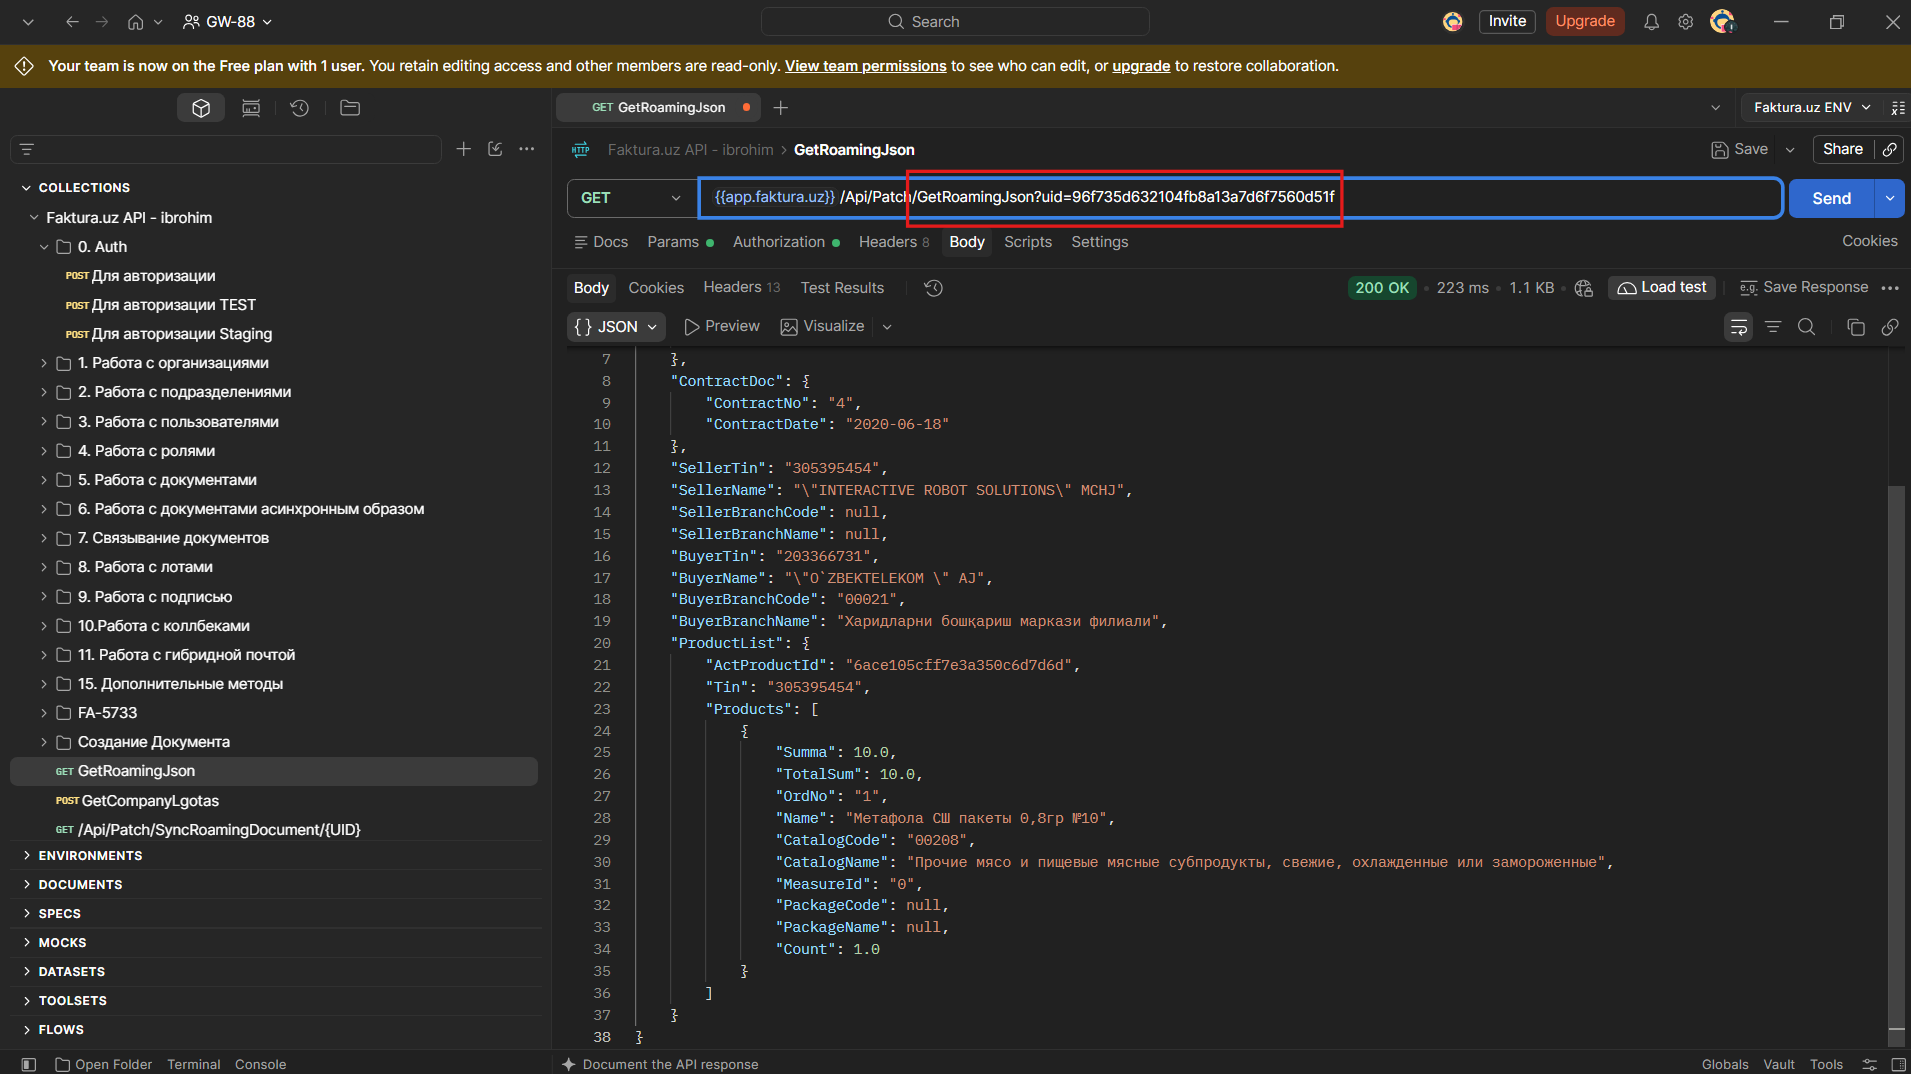 GW-88
Search
Invite
Upgrade
Your team is now on the Free plan with 1 user. You retain editing access and other members are read-only. View team permissions to see who can edit, or upgrade to restore collaboration.
GET GetRoamingJson
Faktura.uz ENV
Faktura.uz API - ibrohim > GetRoamingJson
Save
Share
COLLECTIONS
GET
{{app.faktura.uz}} /Api/Patch/GetRoamingJson?uid=96f735d632104fb8a13a7d6f7560d51f
Send
Faktura.uz API - ibrohim
0. Auth
POST Для авторизации
POST Для авторизации TEST
POST Для авторизации Staging
1. Работа с организациями
2. Работа с подразделениями
3. Работа с пользователями
4. Работа с ролями
5. Работа с документами
6. Работа с документами асинхронным образом
7. Связывание документов
8. Работа с лотами
9. Работа с подписью
10.Работа с коллбеками
11. Работа с гибридной почтой
15. Дополнительные методы
FA-5733
Создание Документа
GET GetRoamingJson
POST GetCompanyLgotas
GET /Api/Patch/SyncRoamingDocument/{UID}
ENVIRONMENTS
DOCUMENTS
SPECS
MOCKS
DATASETS
TOOLSETS
FLOWS
Docs Params Authorization Headers 8 Body Scripts Settings
Cookies
Body Cookies Headers 13 Test Results
200 OK 223 ms 1.1 KB
Load test
e.g. Save Response
{} JSON
Preview
Visualize
7 },
8 "ContractDoc": {
9 "ContractNo": "4",
10 "ContractDate": "2020-06-18"
11 },
12 "SellerTin": "305395454",
13 "SellerName": "\"INTERACTIVE ROBOT SOLUTIONS\" MCHJ",
14 "SellerBranchCode": null,
15 "SellerBranchName": null,
16 "BuyerTin": "203366731",
17 "BuyerName": "\"O`ZBEKTELEKOM \" AJ",
18 "BuyerBranchCode": "00021",
19 "BuyerBranchName": "Харидларни бошқариш маркази филиали",
20 "ProductList": {
21 "ActProductId": "6ace105cff7e3a350c6d7d6d",
22 "Tin": "305395454",
23 "Products": [
24 {
25 "Summa": 10.0,
26 "TotalSum": 10.0,
27 "OrdNo": "1",
28 "Name": "Метафола СШ пакеты 0,8гр №10",
29 "CatalogCode": "00208",
30 "CatalogName": "Прочие мясо и пищевые мясные субпродукты, свежие, охлажденные или замороженные",
31 "MeasureId": "0",
32 "PackageCode": null,
33 "PackageName": null,
34 "Count": 1.0
35 }
36 ]
37 }
38 }
Open Folder Terminal Console
Document the API response
Globals Vault Tools